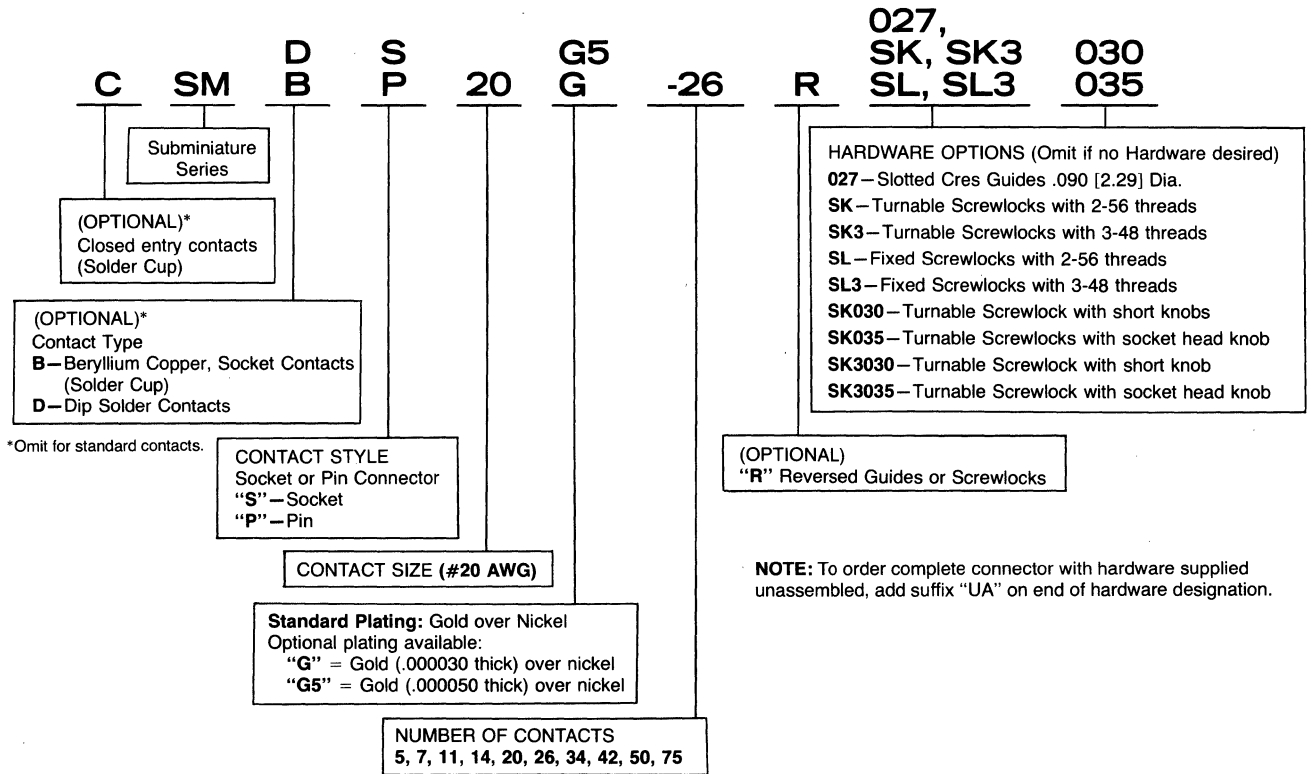 027,
D S G5 SK, SK3 030
C SM B P 20 G -26 R SL, SL3 035
Subminiature
Series
(OPTIONAL)*
Closed entry contacts
(Solder Cup)
(OPTIONAL)*
Contact Type
B—Beryllium Copper, Socket Contacts
(Solder Cup)
D—Dip Solder Contacts
*Omit for standard contacts.
CONTACT STYLE
Socket or Pin Connector
“S”—Socket
“P”—Pin
CONTACT SIZE (#20 AWG)
Standard Plating: Gold over Nickel
Optional plating available:
“G” = Gold (.000030 thick) over nickel
“G5” = Gold (.000050 thick) over nickel
NUMBER OF CONTACTS
5, 7, 11, 14, 20, 26, 34, 42, 50, 75
HARDWARE OPTIONS (Omit if no Hardware desired)
027—Slotted Cres Guides .090 [2.29] Dia.
SK—Turnable Screwlocks with 2-56 threads
SK3—Turnable Screwlocks with 3-48 threads
SL—Fixed Screwlocks with 2-56 threads
SL3—Fixed Screwlocks with 3-48 threads
SK030—Turnable Screwlock with short knobs
SK035—Turnable Screwlocks with socket head knob
SK3030—Turnable Screwlock with short knob
SK3035—Turnable Screwlock with socket head knob
(OPTIONAL)
“R” Reversed Guides or Screwlocks
NOTE: To order complete connector with hardware supplied
unassembled, add suffix “UA” on end of hardware designation.